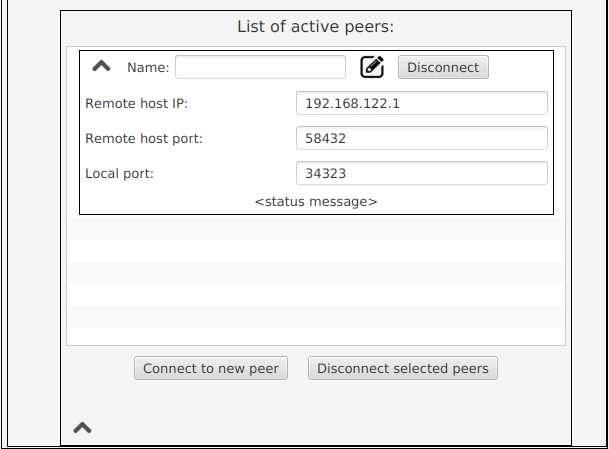 List of active peers:
Name: Disconnect
Remote host IP: 192.168.122.1
Remote host port: 58432
Local port: 34323
<status message>
Connect to new peer Disconnect selected peers